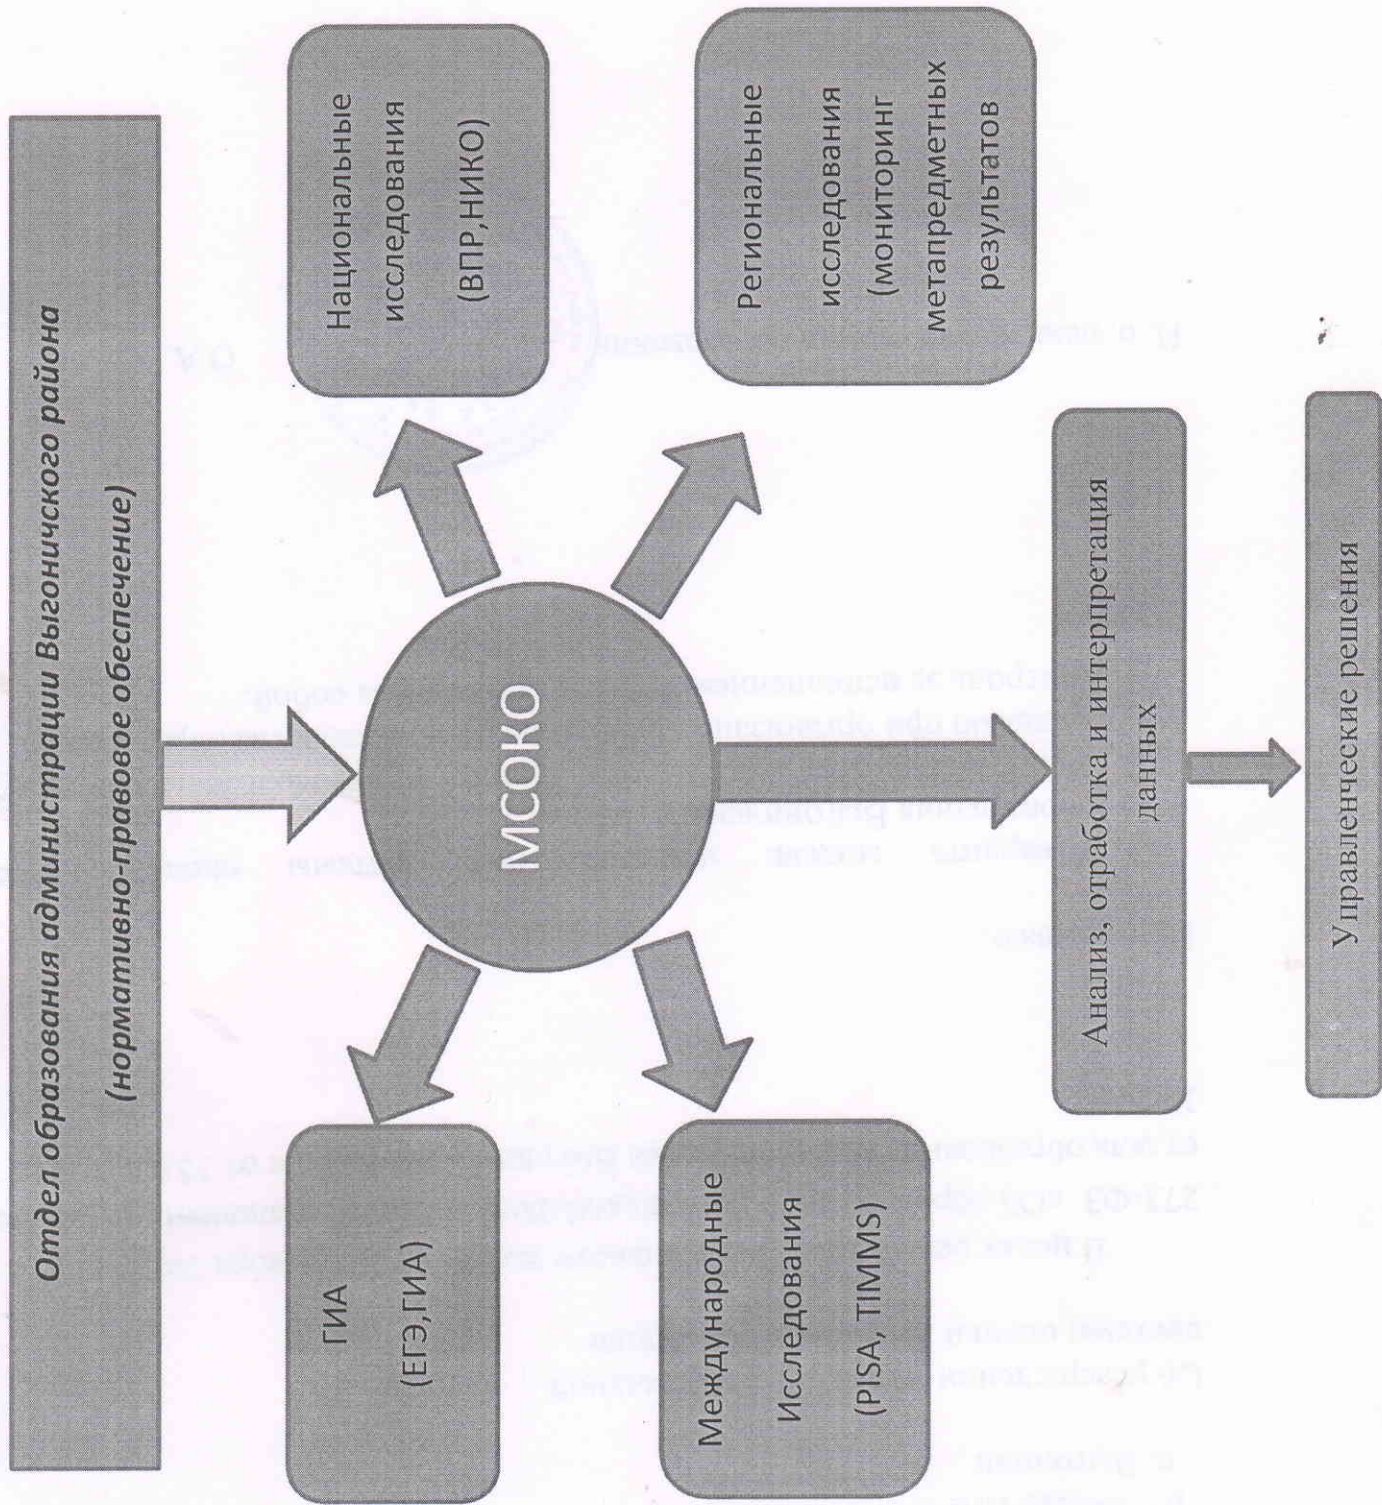 Отдел образования администрации Выгоничского района
(нормативно-правовое обеспечение)
ГИА
(ЕГЭ,ГИА)
Национальные
исследования
(ВПР,НИКО)
МСОКО
Международные
Исследования
(PISA, TIMMS)
Региональные
исследования
(мониторинг
метапредметных
результатов
Анализ, отработка и интерпретация
данных
Управленческие решения